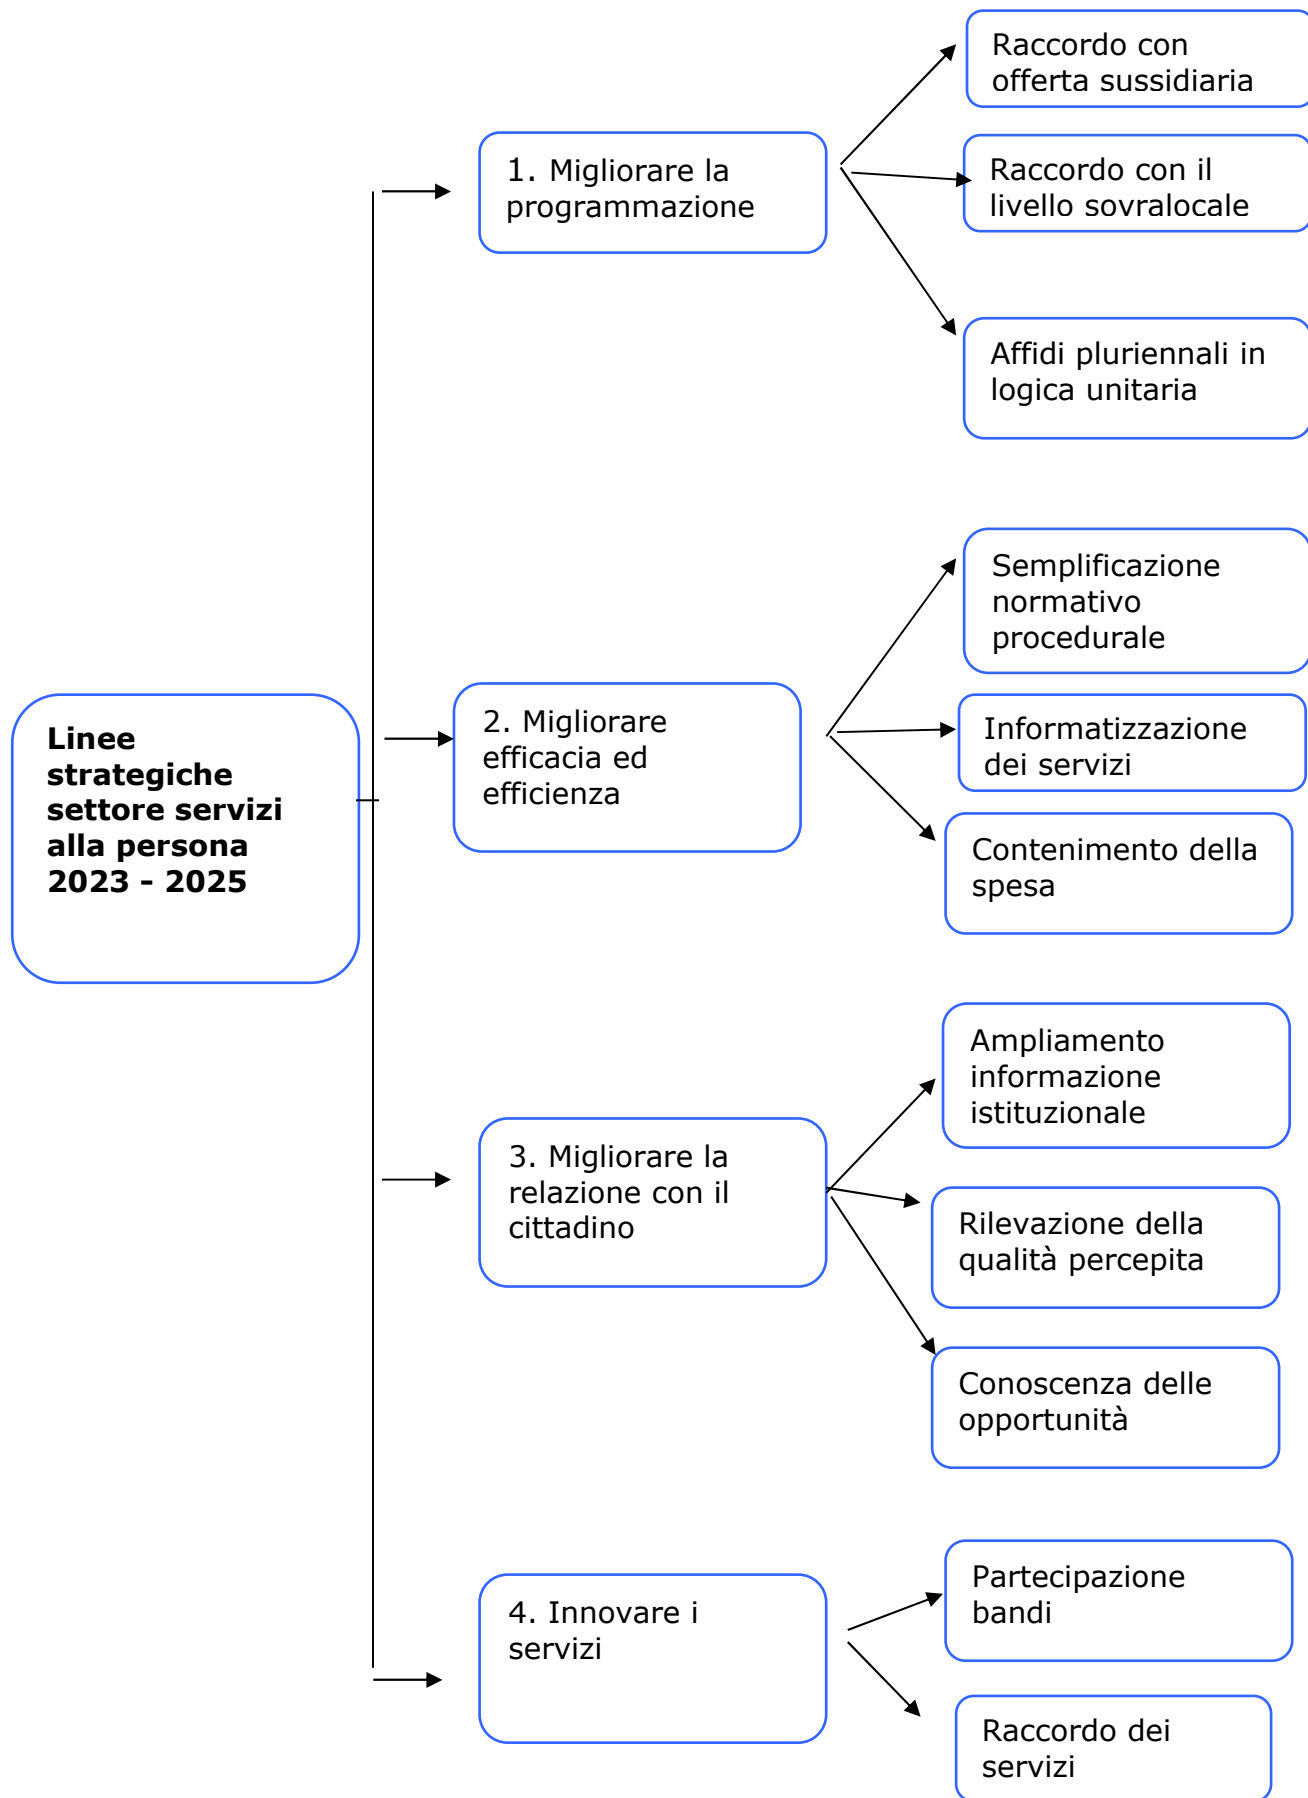 Linee
strategiche
settore servizi
alla persona
2023 – 2025
1. Migliorare la
programmazione
Raccordo con
offerta sussidiaria
Raccordo con il
livello sovralocale
Affidi pluriennali in
logica unitaria
2. Migliorare
efficacia ed
efficienza
Semplificazione
normativo
procedurale
Informatizzazione
dei servizi
Contenimento della
spesa
3. Migliorare la
relazione con il
cittadino
Ampliamento
informazione
istituzionale
Rilevazione della
qualità percepita
Conoscenza delle
opportunità
4. Innovare i
servizi
Partecipazione
bandi
Raccordo dei
servizi